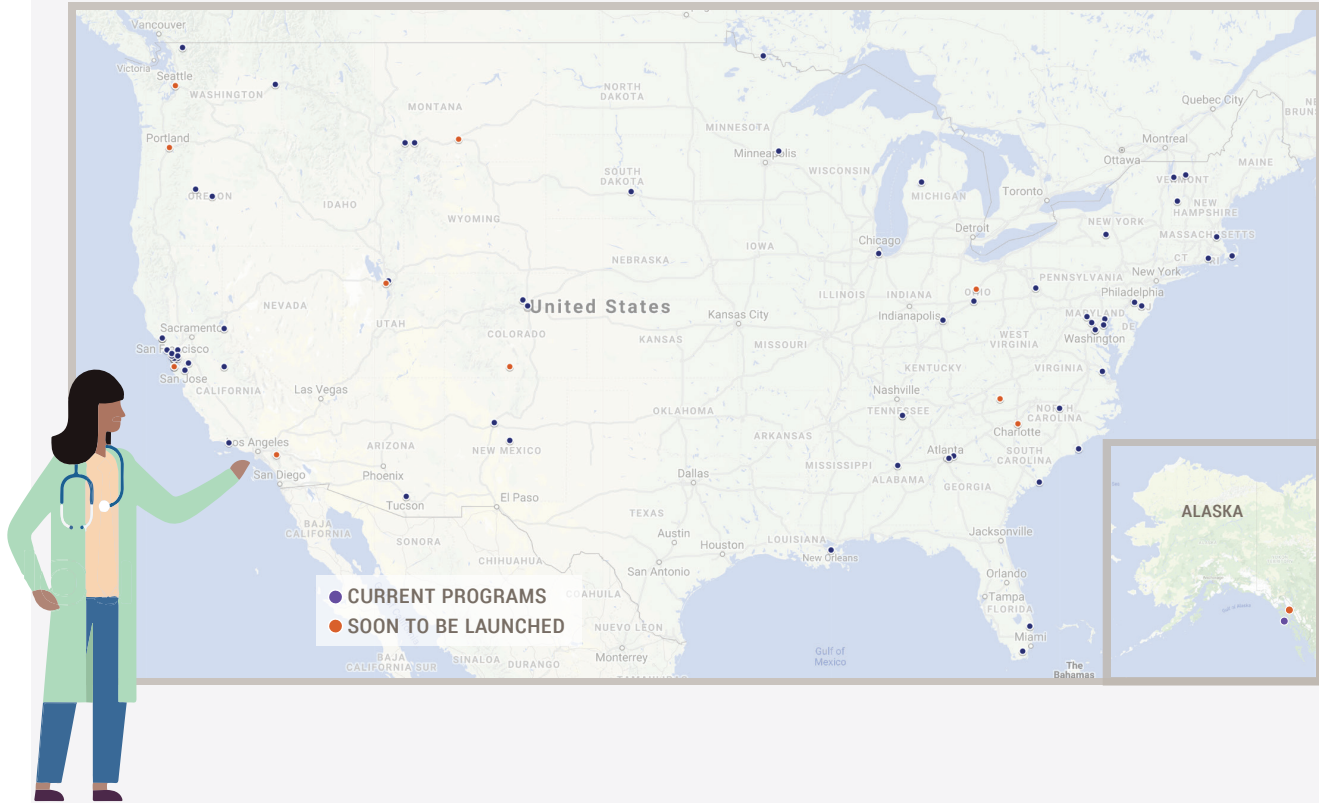 Vancouver
Victoria
Seattle
WASHINGTON
MONTANA
NORTH
DAKOTA
Quebec City
MINNESOTA
Portland
Montreal
Ottawa
MAINE
Minneapolis
WISCONSIN
SOUTH
DAKOTA
VERMONT
MICHIGAN
Toronto
OREGON
IDAHO
NEW
HAMPSHIRE
WYOMING
NEW YORK
Detroit
MASSACHUSETTS
Chicago
IOWA
NEBRASKA
CT
RI
New York
PENNSYLVANIA
OHIO
Philadelphia
ILLINOIS
INDIANA
NEVADA
United States
Kansas City
Indianapolis
MARYLAND
DE
Sacramento
UTAH
COLORADO
KANSAS
MISSOURI
WEST
VIRGINIA
Washington
San Francisco
San Jose
CALIFORNIA
Las Vegas
KENTUCKY
VIRGINIA
Nashville
TENNESSEE
OKLAHOMA
NORTH
CAROLINA
Charlotte
Los Angeles
ARIZONA
NEW MEXICO
ARKANSAS
Atlanta
SOUTH
CAROLINA
San Diego
Phoenix
Dallas
MISSISSIPPI
ALABAMA
GEORGIA
Tucson
El Paso
TEXAS
ALASKA
BAJA
CALIFORNIA
SONORA
Austin
Houston
LOUISIANA
Jacksonville
CHIHUAHUA
San Antonio
New Orleans
Orlando
Tampa
COAHUILA
FLORIDA
CURRENT PROGRAMS
SOON TO BE LAUNCHED
NUEVO LEON
Miami
BAJA
CALIFORNIA SUR
SINALOA
DURANGO
Monterrey
Gulf of
Mexico
The
Bahamas